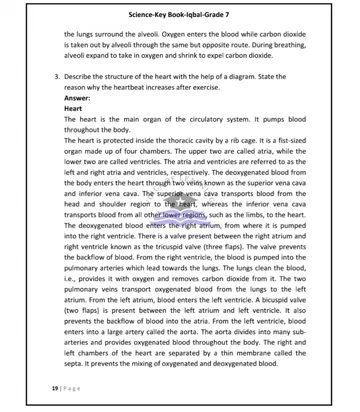 Science-Key Book-Iqbal-Grade 7
the lungs surround the alveoli. Oxygen enters the blood while carbon dioxide
is taken out by alveoli through the same but opposite route. During breathing,
alveoli expand to take in oxygen and shrink to expel carbon dioxide.
3. Describe the structure of the heart with the help of a diagram. State the
reason why the heartbeat increases after exercise.
Answer:
Heart
The heart is the main organ of the circulatory system. It pumps blood
throughout the body.
The heart is protected inside the thoracic cavity by a rib cage. It is a fist-sized
organ made up of four chambers. The upper two are called atria, while the
lower two are called ventricles. The atria and ventricles are referred to as the
left and right atria and ventricles, respectively. The deoxygenated blood from
the body enters the heart through two veins known as the superior vena cava
and inferior vena cava. The superior vena cava transports blood from the
head and shoulder region to the heart, whereas the inferior vena cava
transports blood from all other lower regions, such as the limbs, to the heart.
The deoxygenated blood enters the right atrium, from where it is pumped
into the right ventricle. There is a valve present between the right atrium and
right ventricle known as the tricuspid valve (three flaps). The valve prevents
the backflow of blood. From the right ventricle, the blood is pumped into the
pulmonary arteries which lead towards the lungs. The lungs clean the blood,
i.e., provides it with oxygen and removes carbon dioxide from it. The two
pulmonary veins transport oxygenated blood from the lungs to the left
atrium. From the left atrium, blood enters the left ventricle. A bicuspid valve
(two flaps) is present between the left atrium and left ventricle. It also
prevents the backflow of blood into the atria. From the left ventricle, blood
enters into a large artery called the aorta. The aorta divides into many sub-
arteries and provides oxygenated blood throughout the body. The right and
left chambers of the heart are separated by a thin membrane called the
septa. It prevents the mixing of oxygenated and deoxygenated blood.
19 | P a g e